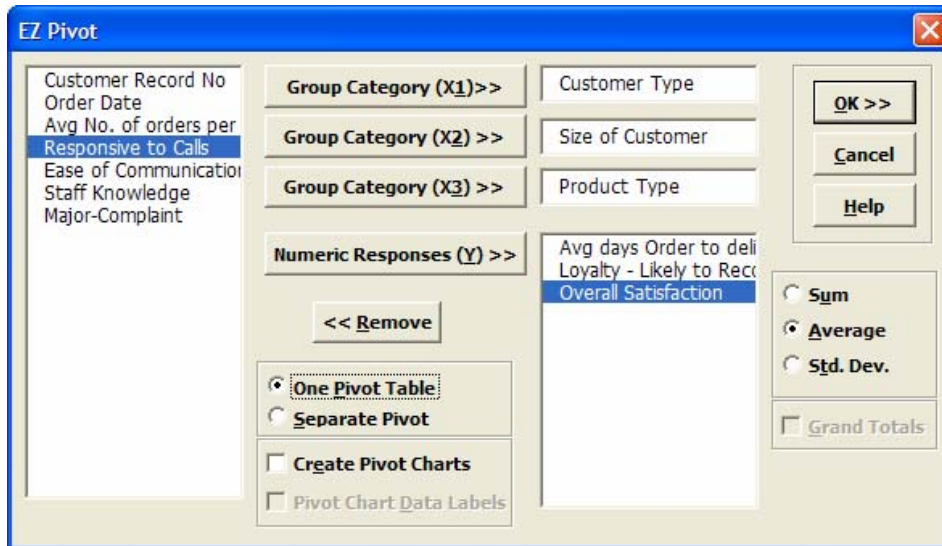 EZ Pivot
Customer Record No
Order Date
Avg No. of orders per
Responsive to Calls
Ease of Communication
Staff Knowledge
Major-Complaint
Group Category (X1)>>
Group Category (X2) >>
Group Category (X3) >>
Numeric Responses (Y) >>
<< Remove
One Pivot Table
Separate Pivot
Create Pivot Charts
Pivot Chart Data Labels
Customer Type
Size of Customer
Product Type
Avg days Order to deli
Loyalty - Likely to Reco
Overall Satisfaction
OK >>
Cancel
Help
Sum
Average
Std. Dev.
Grand Totals